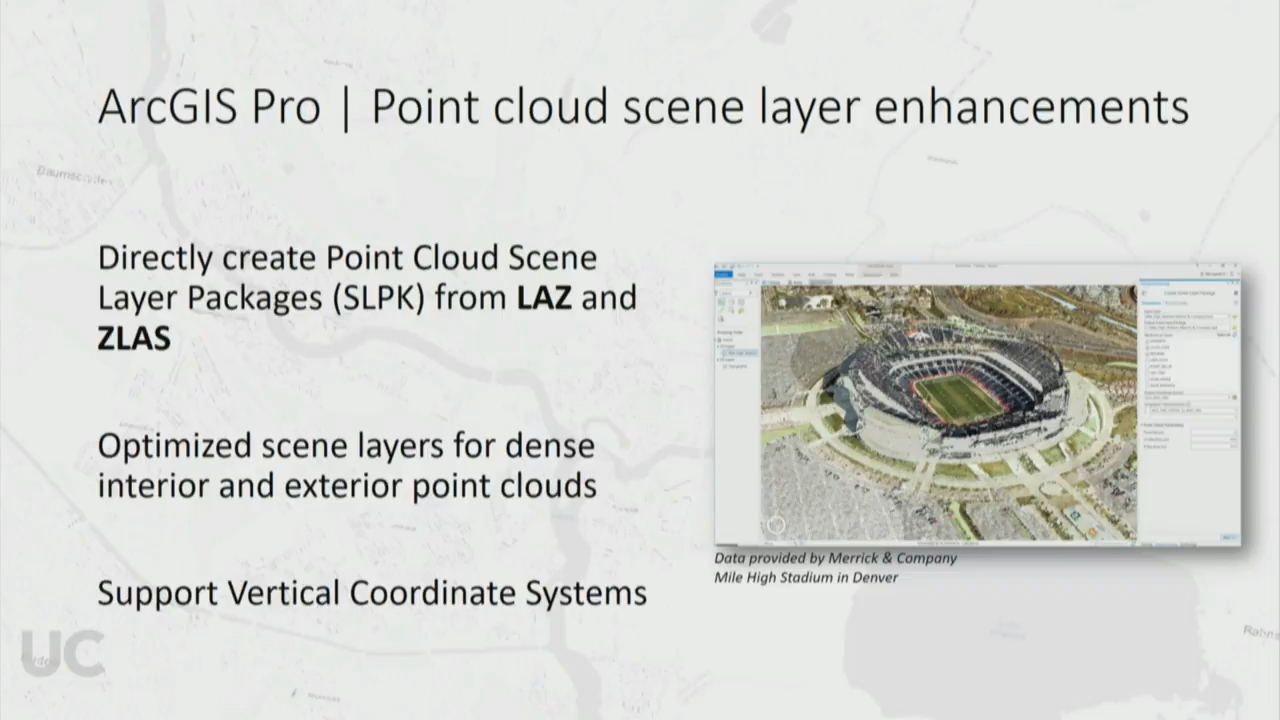 ArcGIS Pro | Point cloud scene layer enhancements
Directly create Point Cloud Scene
Layer Packages (SLPK) from LAZ and
ZLAS
Optimized scene layers for dense
interior and exterior point clouds
Support Vertical Coordinate Systems
Data provided by Merrick & Company
Mile High Stadium in Denver
UC